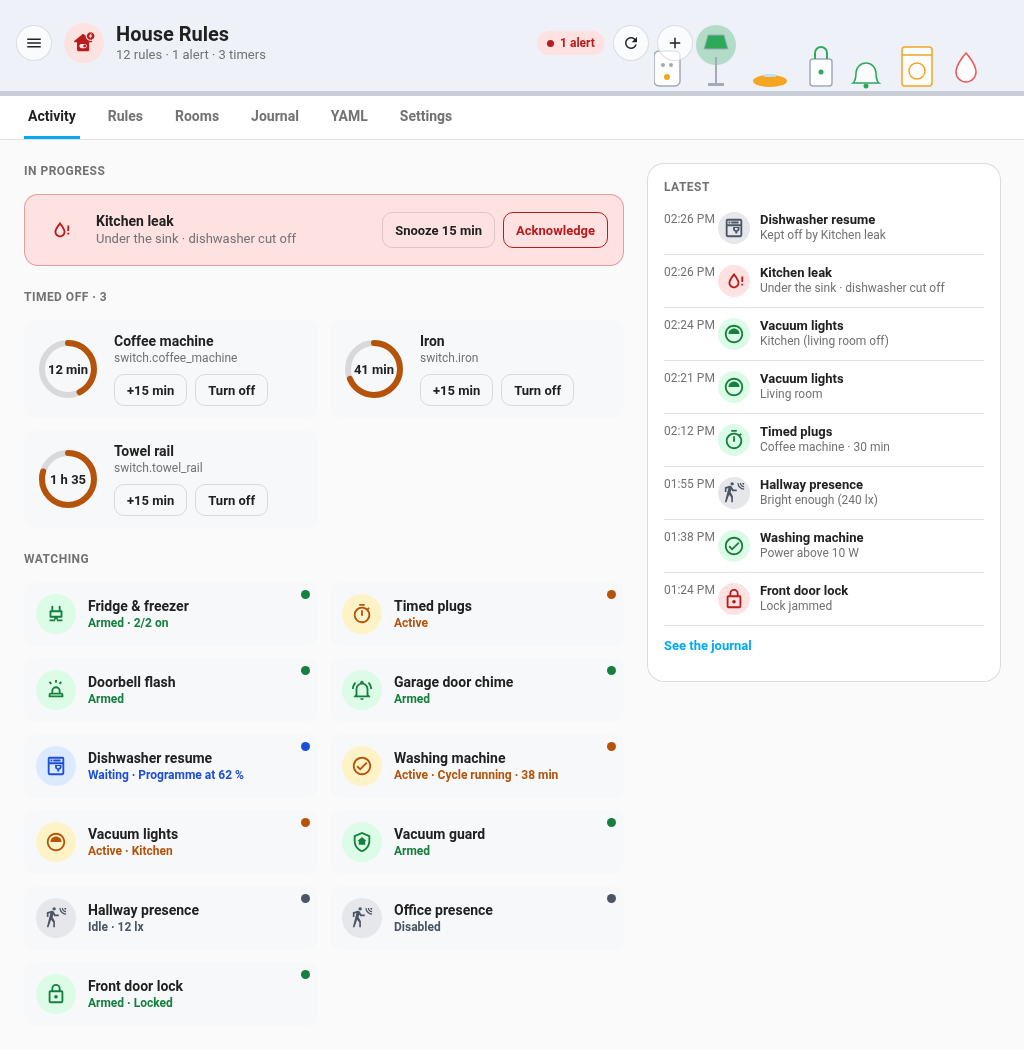 House Rules
12 rules · 1 alert · 3 timers
1 alert
Activity
Rules
Rooms
Journal
YAML
Settings
IN PROGRESS
Kitchen leak
Under the sink · dishwasher cut off
Snooze 15 min
Acknowledge
TIMED OFF · 3
12 min
Coffee machine
switch.coffee_machine
+15 min
Turn off
41 min
Iron
switch.iron
+15 min
Turn off
1 h 35
Towel rail
switch.towel_rail
+15 min
Turn off
WATCHING
Fridge & freezer
Armed · 2/2 on
Timed plugs
Active
Doorbell flash
Armed
Garage door chime
Armed
Dishwasher resume
Waiting · Programme at 62 %
Washing machine
Active · Cycle running · 38 min
Vacuum lights
Active · Kitchen
Vacuum guard
Armed
Hallway presence
Idle · 12 lx
Office presence
Disabled
Front door lock
Armed · Locked
LATEST
02:26 PM
Dishwasher resume
Kept off by Kitchen leak
02:26 PM
Kitchen leak
Under the sink · dishwasher cut off
02:24 PM
Vacuum lights
Kitchen (living room off)
02:21 PM
Vacuum lights
Living room
02:12 PM
Timed plugs
Coffee machine · 30 min
01:55 PM
Hallway presence
Bright enough (240 lx)
01:38 PM
Washing machine
Power above 10 W
01:24 PM
Front door lock
Lock jammed
See the journal